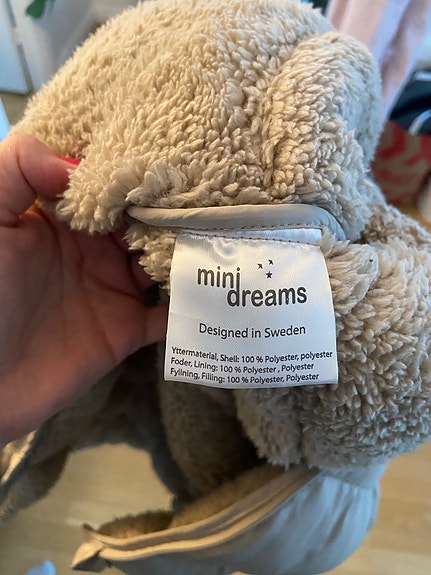 mini
dreams
Designed in Sweden
Yttermaterial, Shell: 100 % Polyester, polyester
Foder, Lining: 100 % Polyester , Polyester
Fyllning, Filling: 100 % Polyester, Polyester